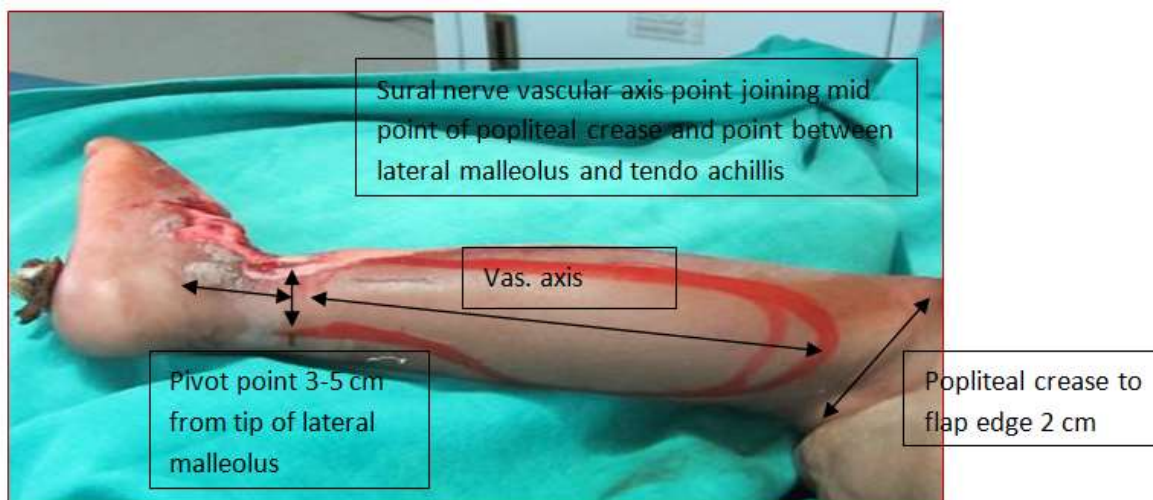 Sural nerve vascular axis point joining mid
point of popliteal crease and point between
lateral malleolus and tendo achillis
Vas. axis
Pivot point 3-5 cm
from tip of lateral
malleolus
Popliteal crease to
flap edge 2 cm